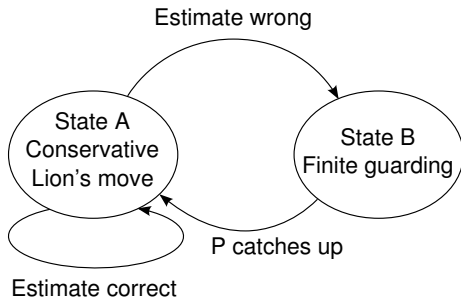 Estimate wrong
State A
Conservative
Lion's move
State B
Finite guarding
P catches up
Estimate correct